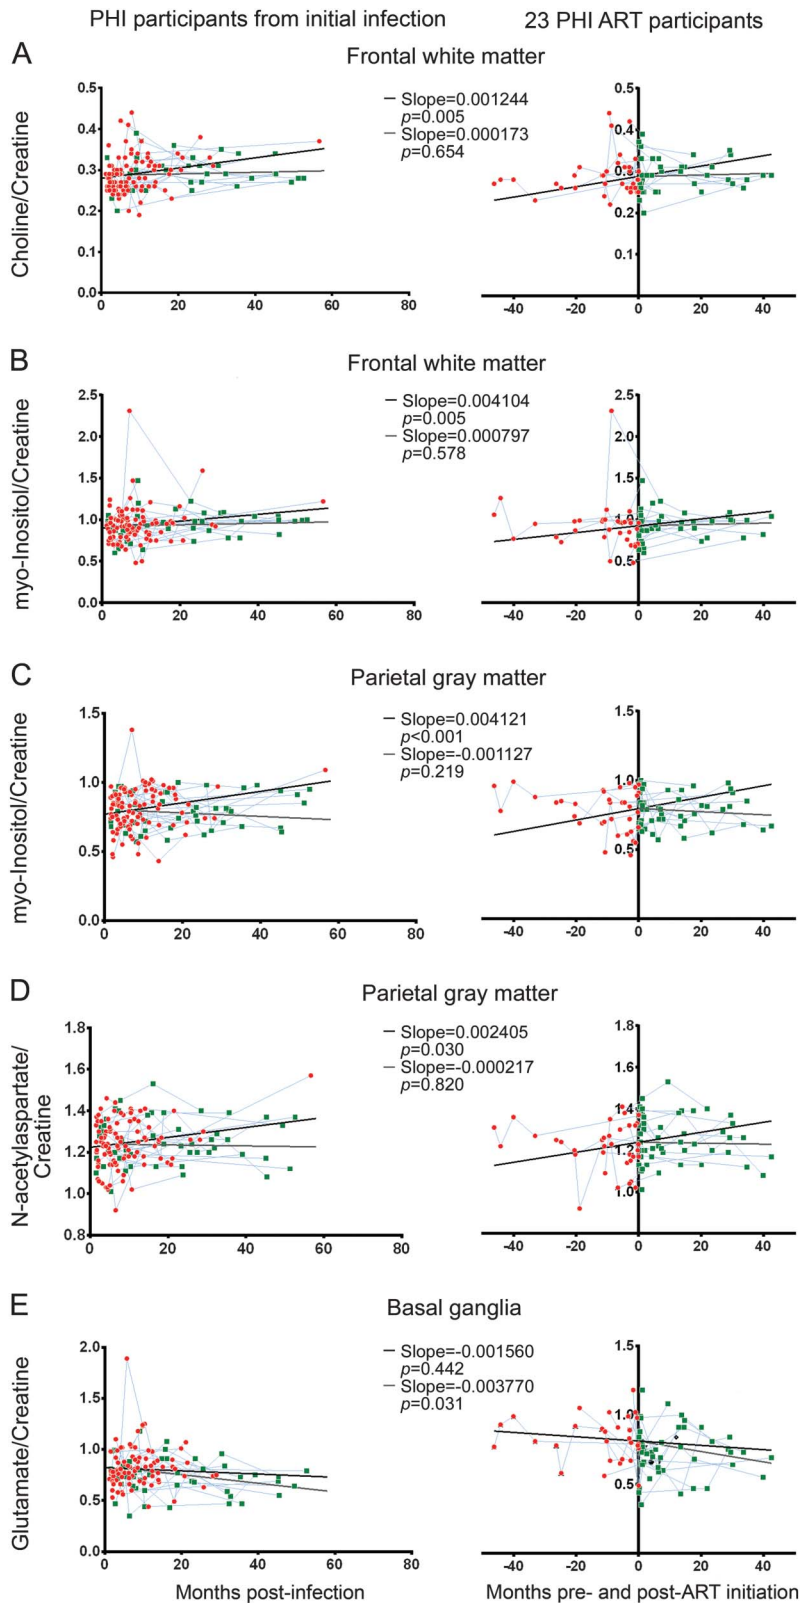 PHI participants from initial infection
23 PHI ART participants
A
Frontal white matter
Choline/Creatine
0.5
0.4
0.3
0.2
0.1
0.0
0 20 40 60 80
Slope=0.001244
p=0.005
Slope=0.000173
p=0.654
0.5
0.4
0.3
0.2
0.1
-40 -20 0 20 40
B
Frontal white matter
myo-Inositol/Creatine
2.5
2.0
1.5
1.0
0.5
0.0
0 20 40 60 80
Slope=0.004104
p=0.005
Slope=0.000797
p=0.578
2.5
2.0
1.5
1.0
0.5
-40 -20 0 20 40
C
Parietal gray matter
myo-Inositol/Creatine
1.5
1.0
0.5
0.0
0 20 40 60 80
Slope=0.004121
p<0.001
Slope=-0.001127
p=0.219
1.5
1.0
0.5
-40 -20 0 20 40
D
Parietal gray matter
N-acetylaspartate/
Creatine
1.8
1.6
1.4
1.2
1.0
0.8
0 20 40 60 80
Slope=0.002405
p=0.030
Slope=-0.000217
p=0.820
1.8
1.6
1.4
1.2
1.0
-40 -20 0 20 40
E
Basal ganglia
Glutamate/Creatine
2.0
1.5
1.0
0.5
0.0
0 20 40 60 80
Months post-infection
Slope=-0.001560
p=0.442
Slope=-0.003770
p=0.031
1.5
1.0
0.5
-40 -20 0 20 40
Months pre- and post-ART initiation